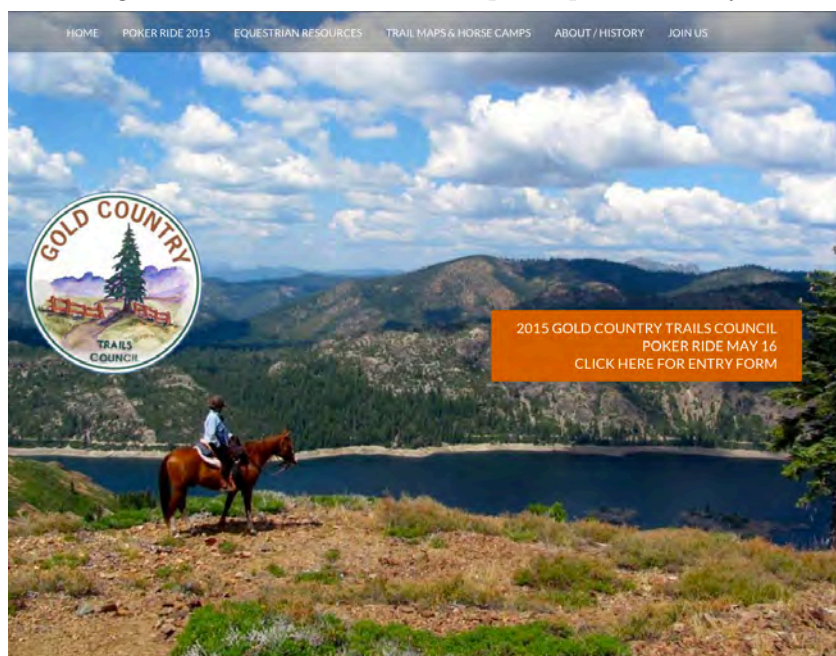 HOME POKER RIDE 2015 EQUESTRIAN RESOURCES TRAIL MAPS & HORSE CAMPS ABOUT / HISTORY JOIN US
GOLD COUNTRY
TRAILS
COUNCIL
2015 GOLD COUNTRY TRAILS COUNCIL
POKER RIDE MAY 16
CLICK HERE FOR ENTRY FORM